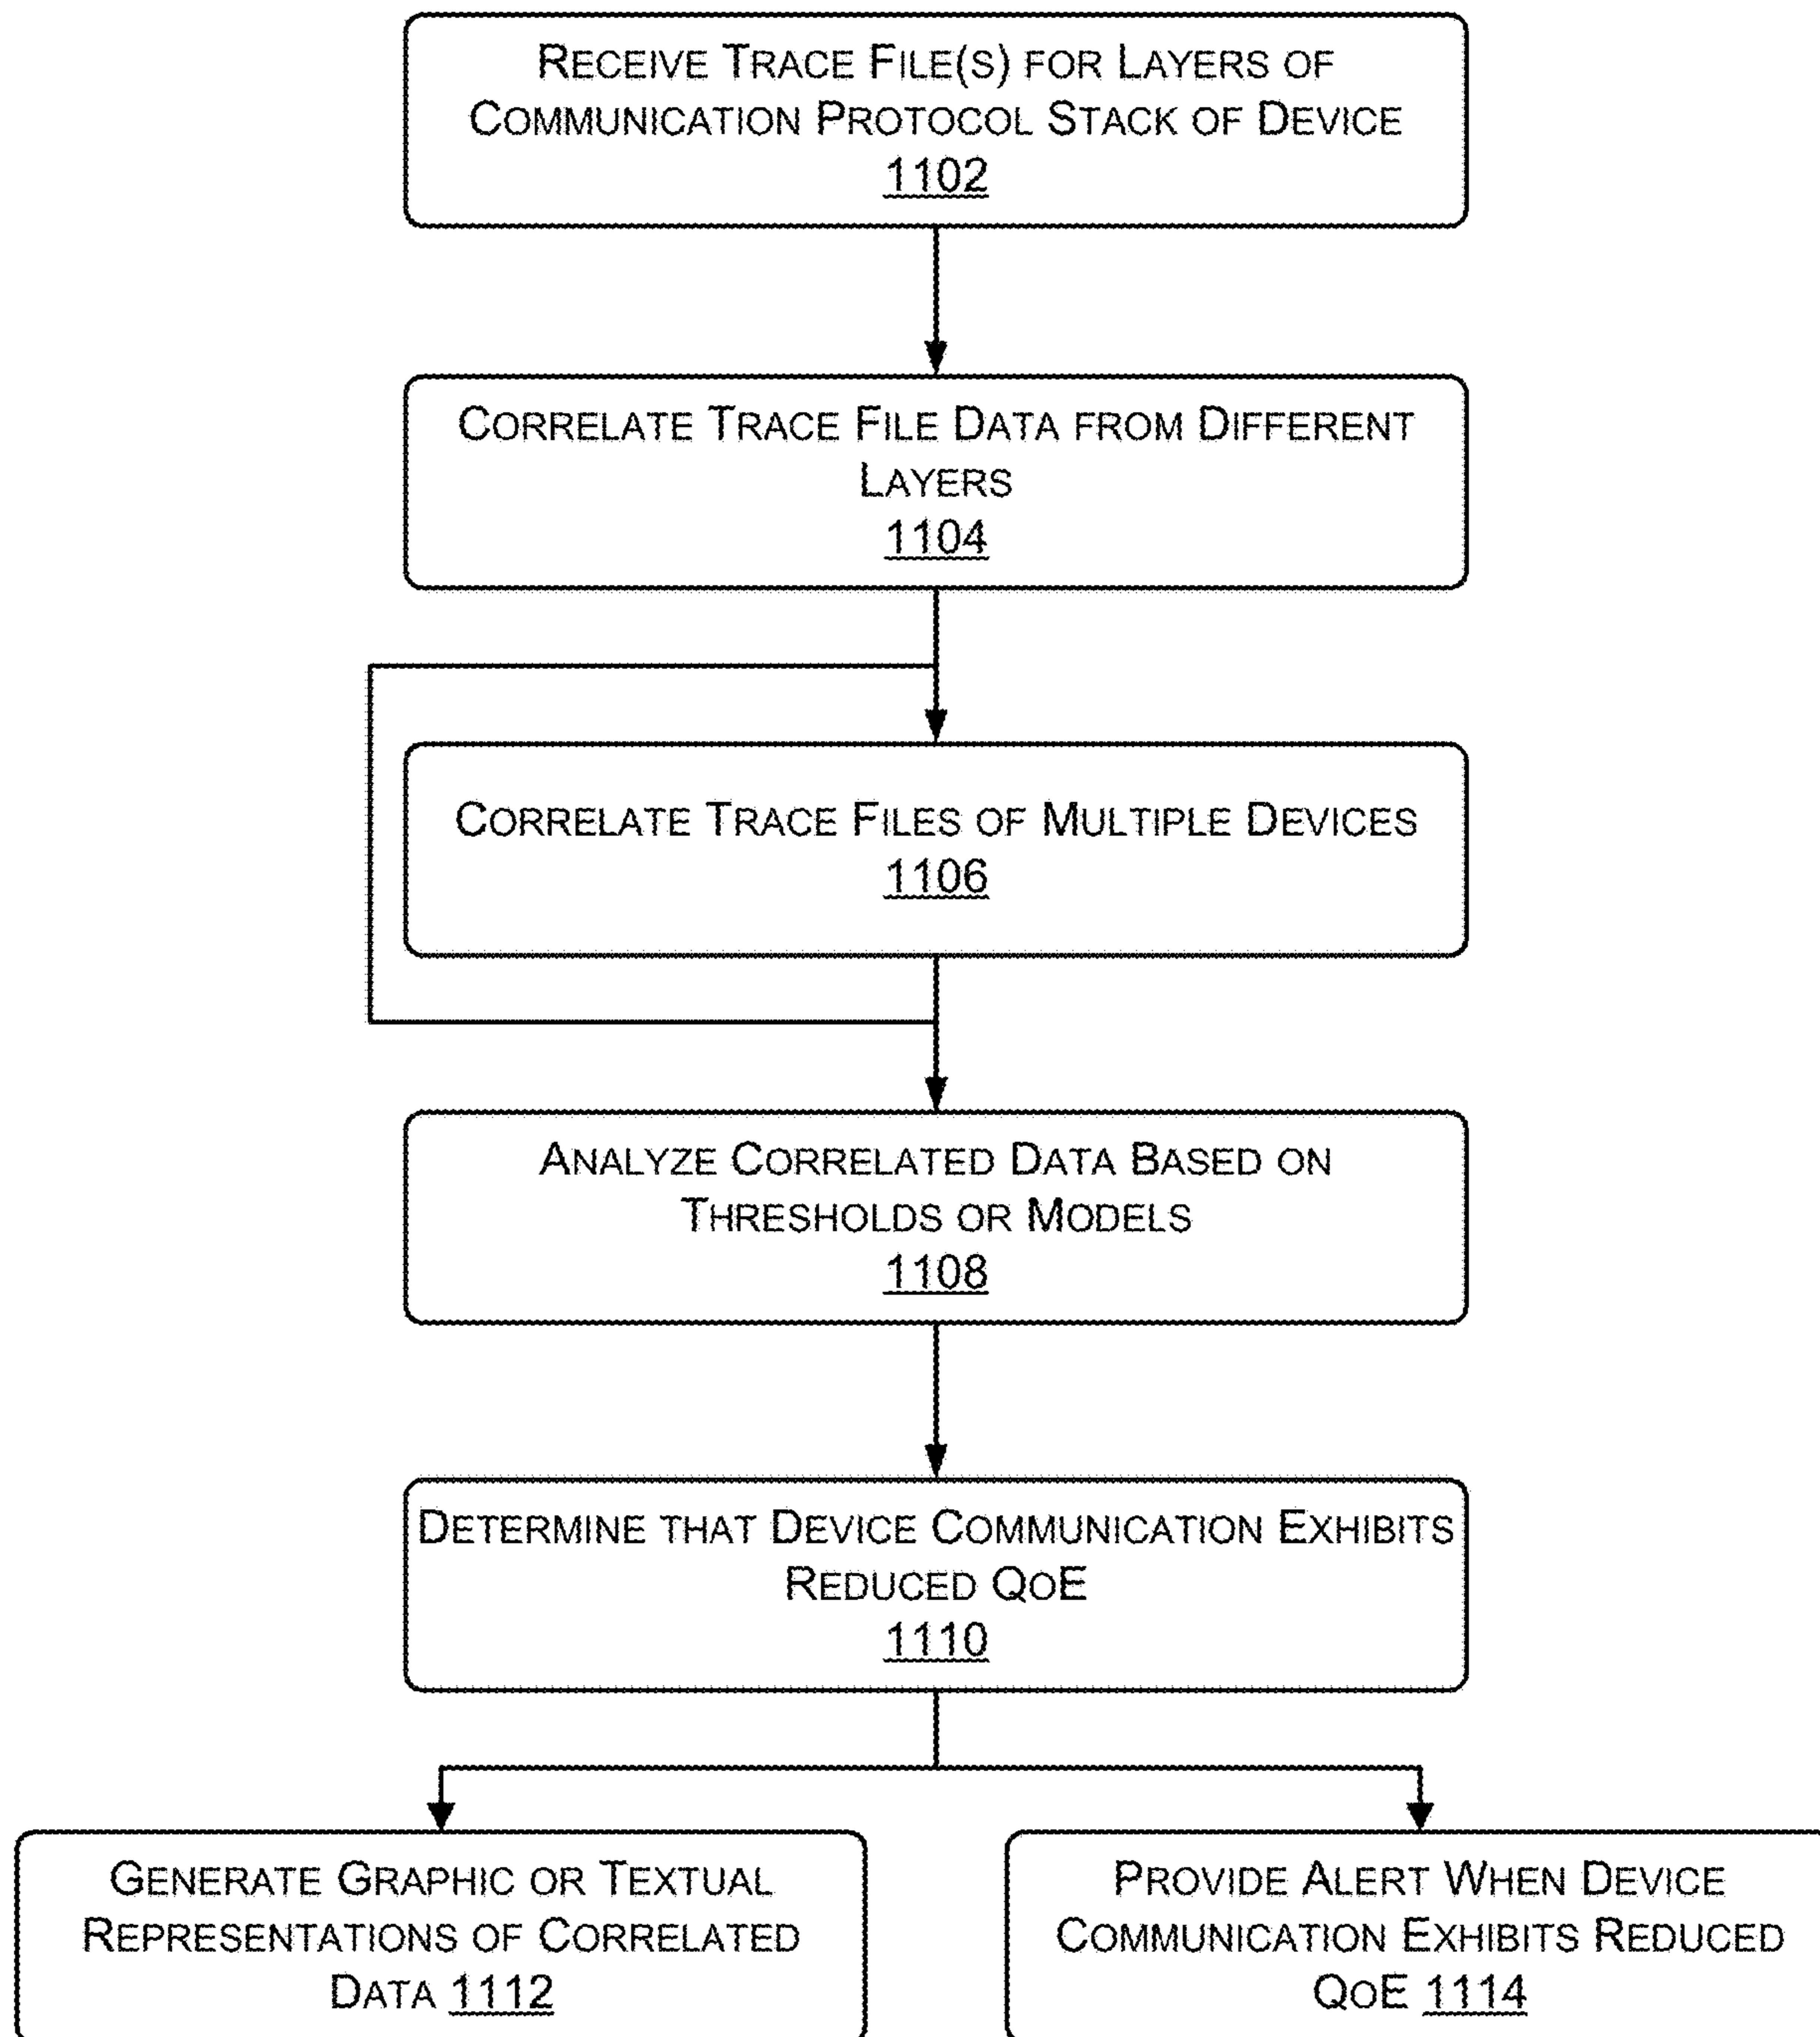 RECEIVE TRACE FILE(S) FOR LAYERS OF
COMMUNICATION PROTOCOL STACK OF DEVICE
1102
CORRELATE TRACE FILE DATA FROM DIFFERENT
LAYERS
1104
CORRELATE TRACE FILES OF MULTIPLE DEVICES
1106
ANALYZE CORRELATED DATA BASED ON
THRESHOLDS OR MODELS
1108
DETERMINE THAT DEVICE COMMUNICATION EXHIBITS
REDUCED QOE
1110
GENERATE GRAPHIC OR TEXTUAL
REPRESENTATIONS OF CORRELATED
DATA 1112
PROVIDE ALERT WHEN DEVICE
COMMUNICATION EXHIBITS REDUCED
QOE 1114